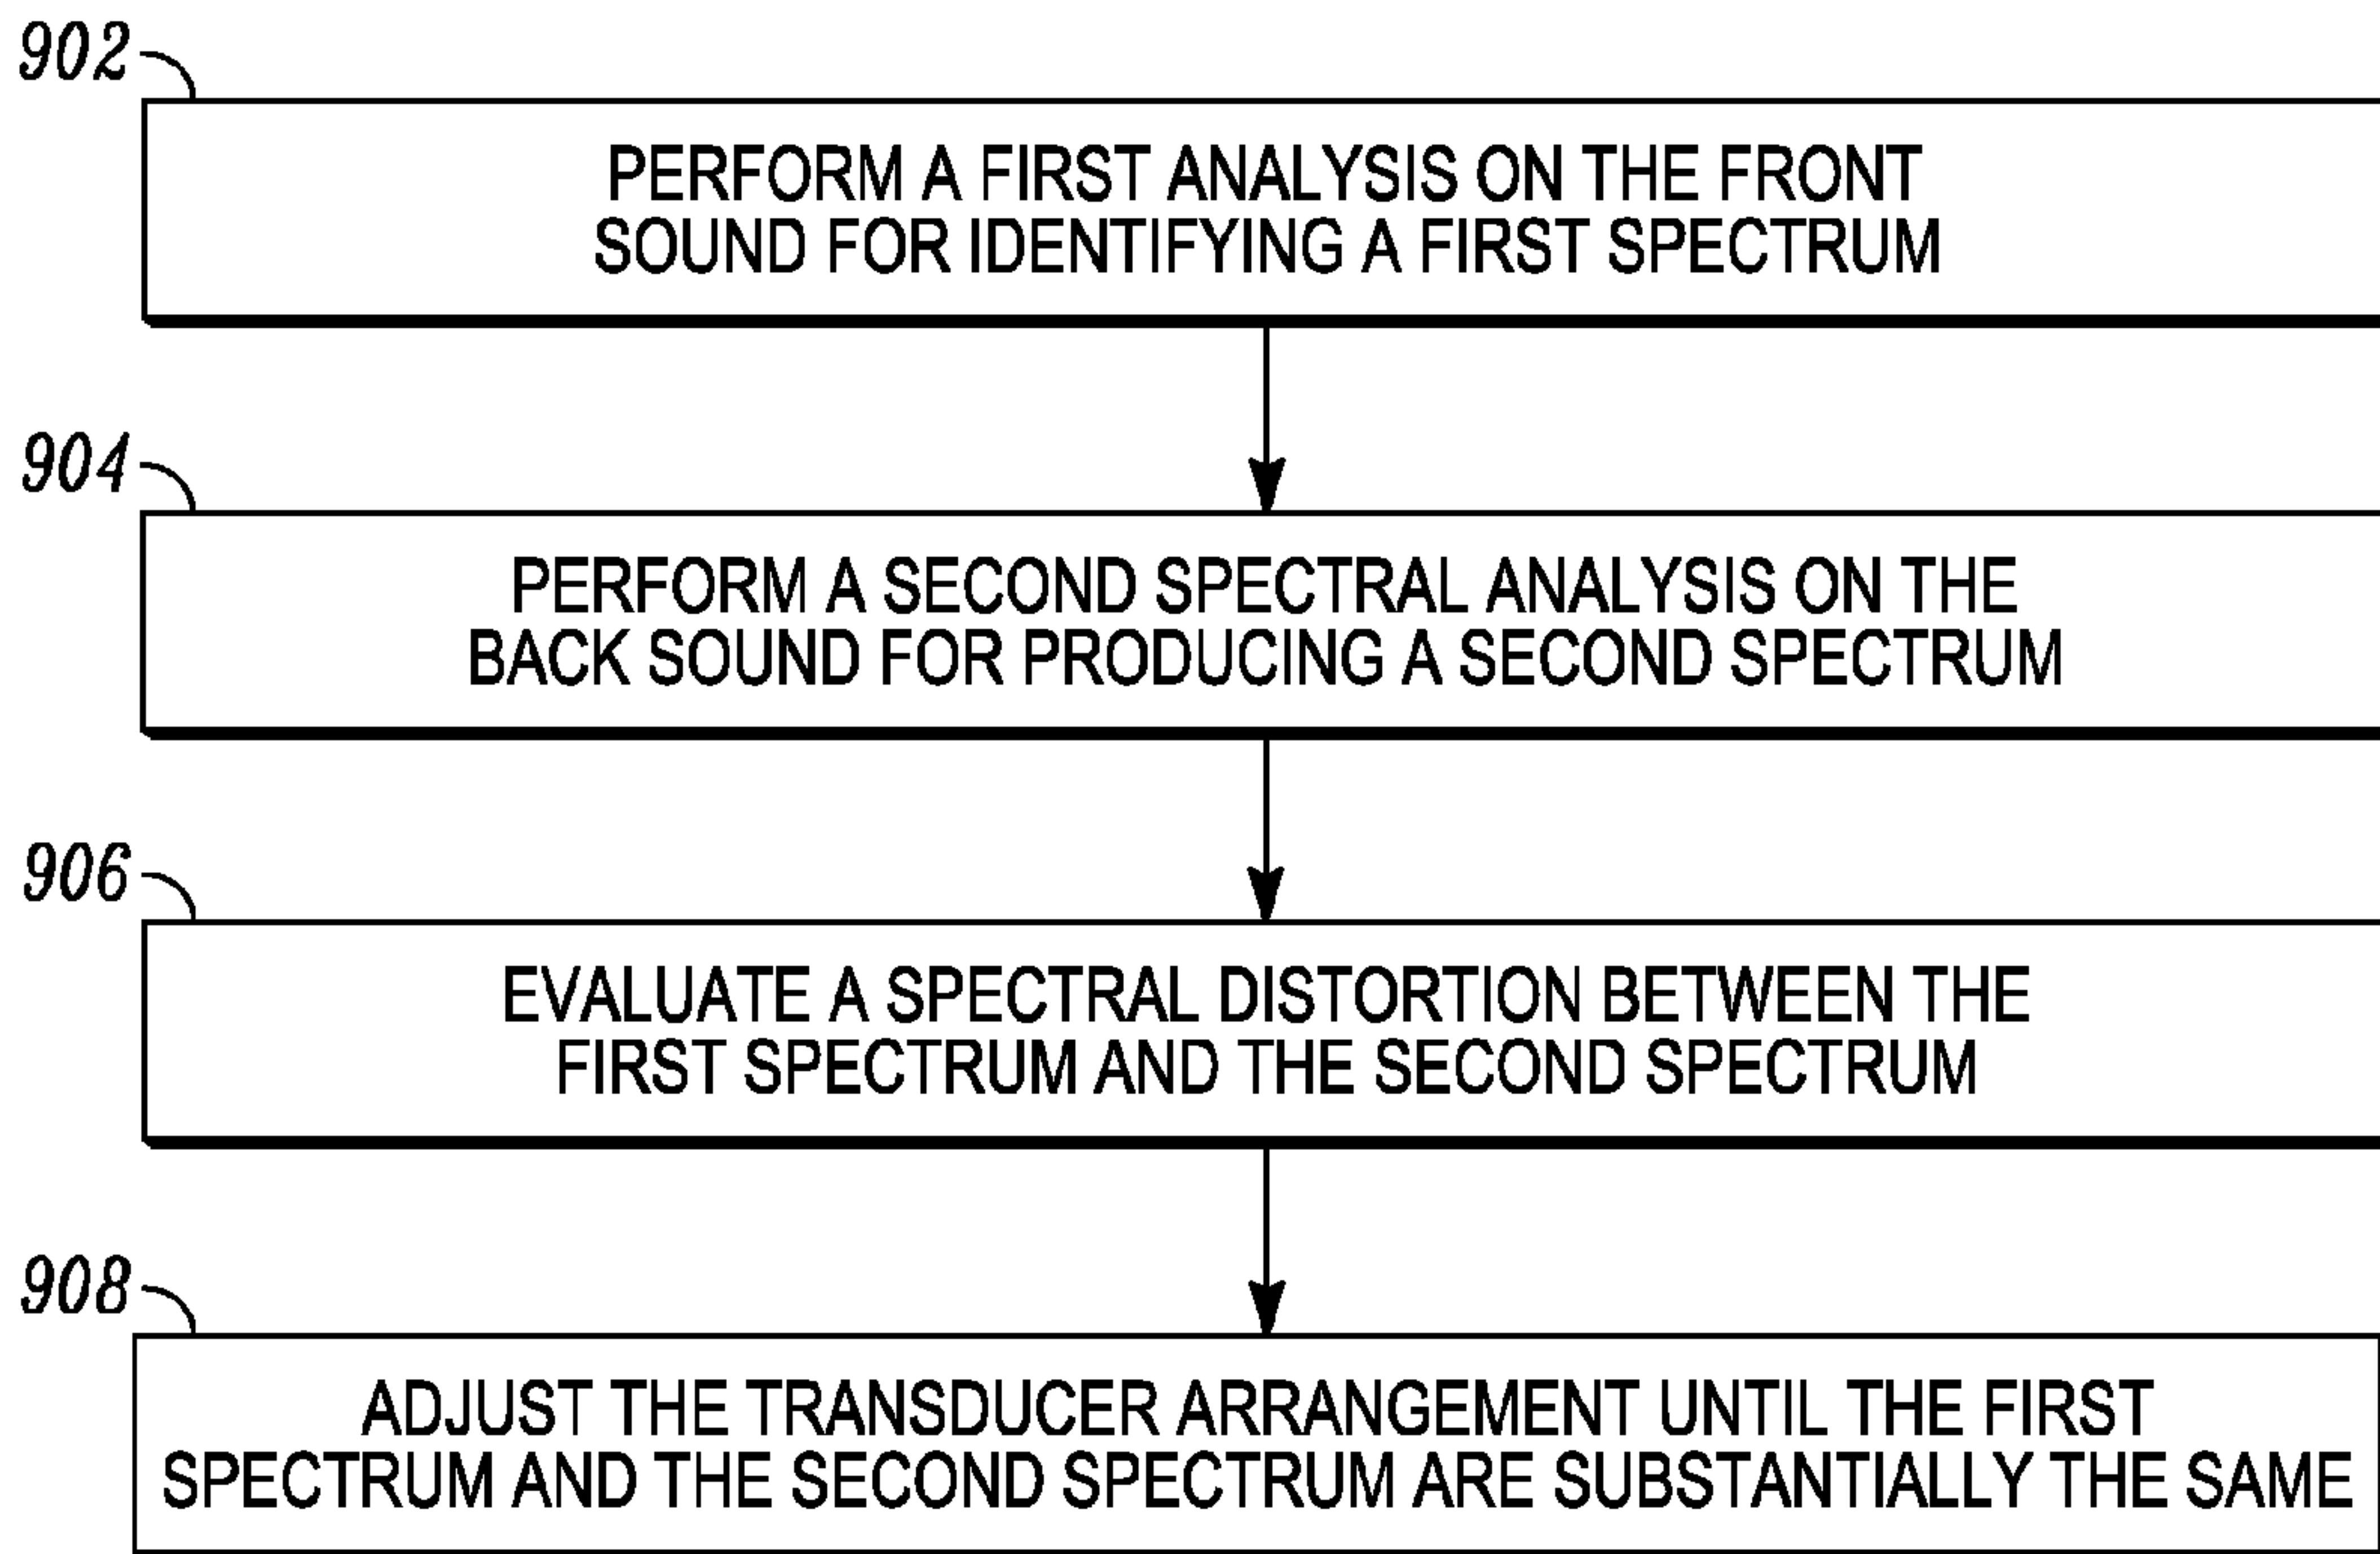 902
PERFORM A FIRST ANALYSIS ON THE FRONT
SOUND FOR IDENTIFYING A FIRST SPECTRUM
904
PERFORM A SECOND SPECTRAL ANALYSIS ON THE
BACK SOUND FOR PRODUCING A SECOND SPECTRUM
906
EVALUATE A SPECTRAL DISTORTION BETWEEN THE
FIRST SPECTRUM AND THE SECOND SPECTRUM
908
ADJUST THE TRANSDUCER ARRANGEMENT UNTIL THE FIRST
SPECTRUM AND THE SECOND SPECTRUM ARE SUBSTANTIALLY THE SAME